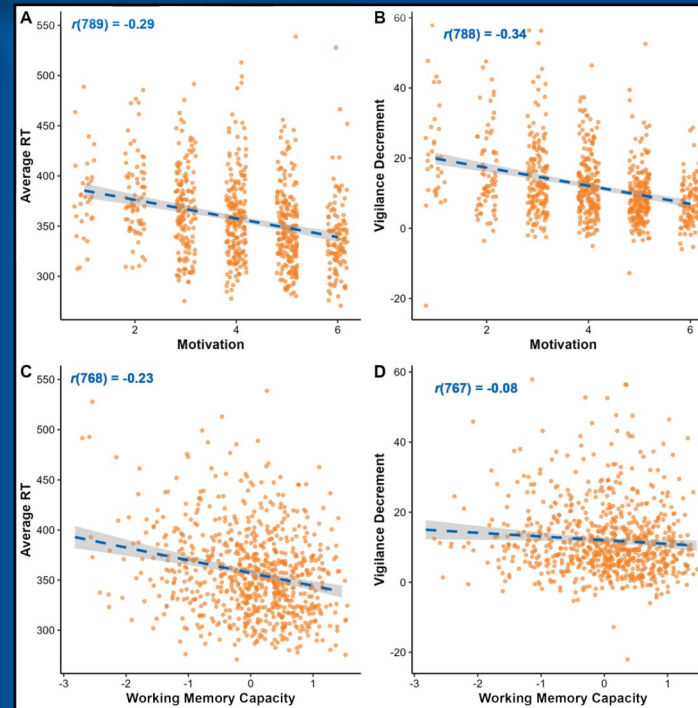 A
r(789) = -0.29
550
500
450
400
350
300
Average RT
2
4
6
Motivation
B
r(788) = -0.34
60
40
20
0
-20
Vigilance Decrement
2
4
6
Motivation
C
r(768) = -0.23
550
500
450
400
350
300
Average RT
-3
-2
-1
0
1
Working Memory Capacity
D
r(767) = -0.08
60
40
20
0
-20
Vigilance Decrement
-3
-2
-1
0
1
Working Memory Capacity